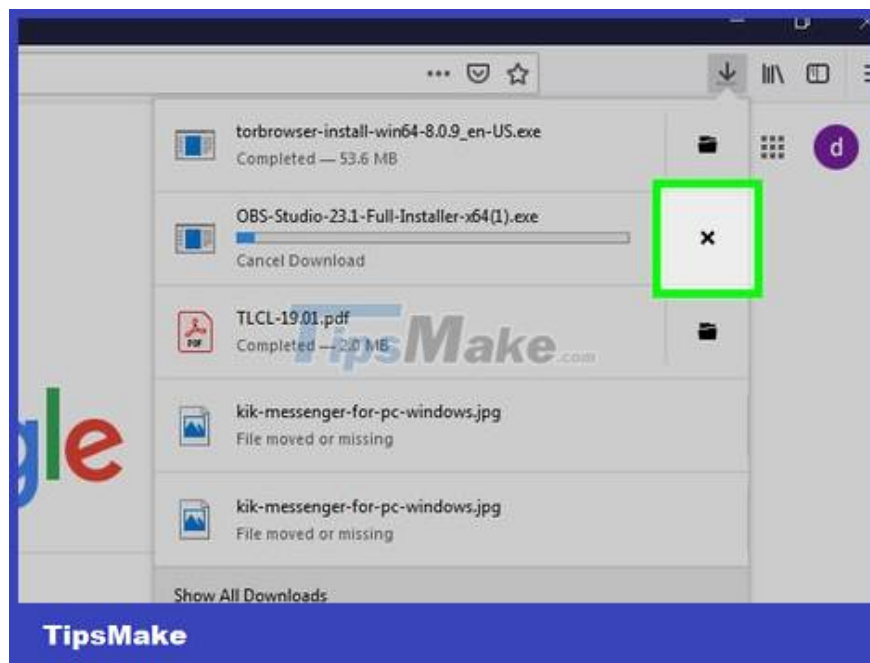 torbrowser-install-win64-8.0.9_en-US.exe
Completed — 53.6 MB
d
OBS-Studio-23.1-Full-Installer-x64(1).exe
Cancel Download
TLCL-19.01.pdf
Completed — 2.0 MB
PDF
TipsMake.com
kik-messenger-for-pc-windows.jpg
File moved or missing
gle
kik-messenger-for-pc-windows.jpg
File moved or missing
Show All Downloads
TipsMake